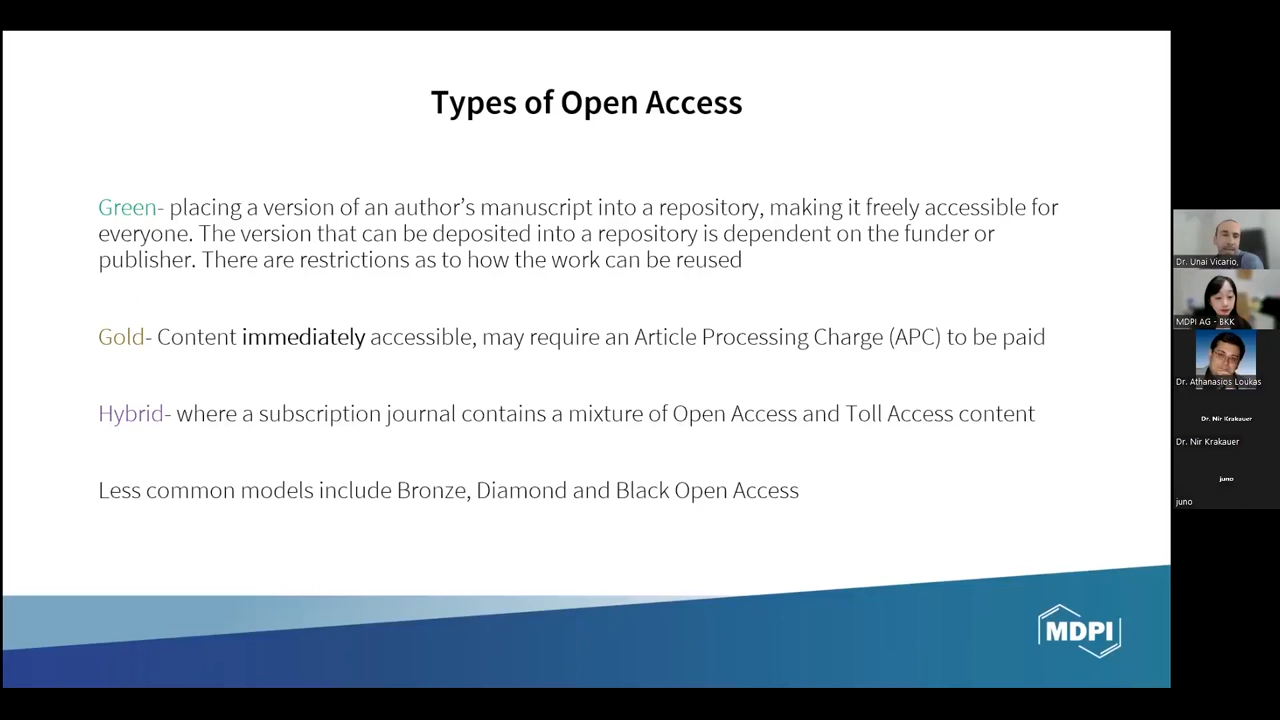 Types of Open Access
Green- placing a version of an author’s manuscript into a repository, making it freely accessible for
everyone. The version that can be deposited into a repository is dependent on the funder or
publisher. There are restrictions as to how the work can be reused
Gold- Content immediately accessible, may require an Article Processing Charge (APC) to be paid
Hybrid- where a subscription journal contains a mixture of Open Access and Toll Access content
Less common models include Bronze, Diamond and Black Open Access
MDPI
Dr. Unai Vicario,
MDPI AG - BKK
Dr. Athanasios Loukas
Dr. Nir Krakauer
Dr. Nir Krakauer
juno
juno